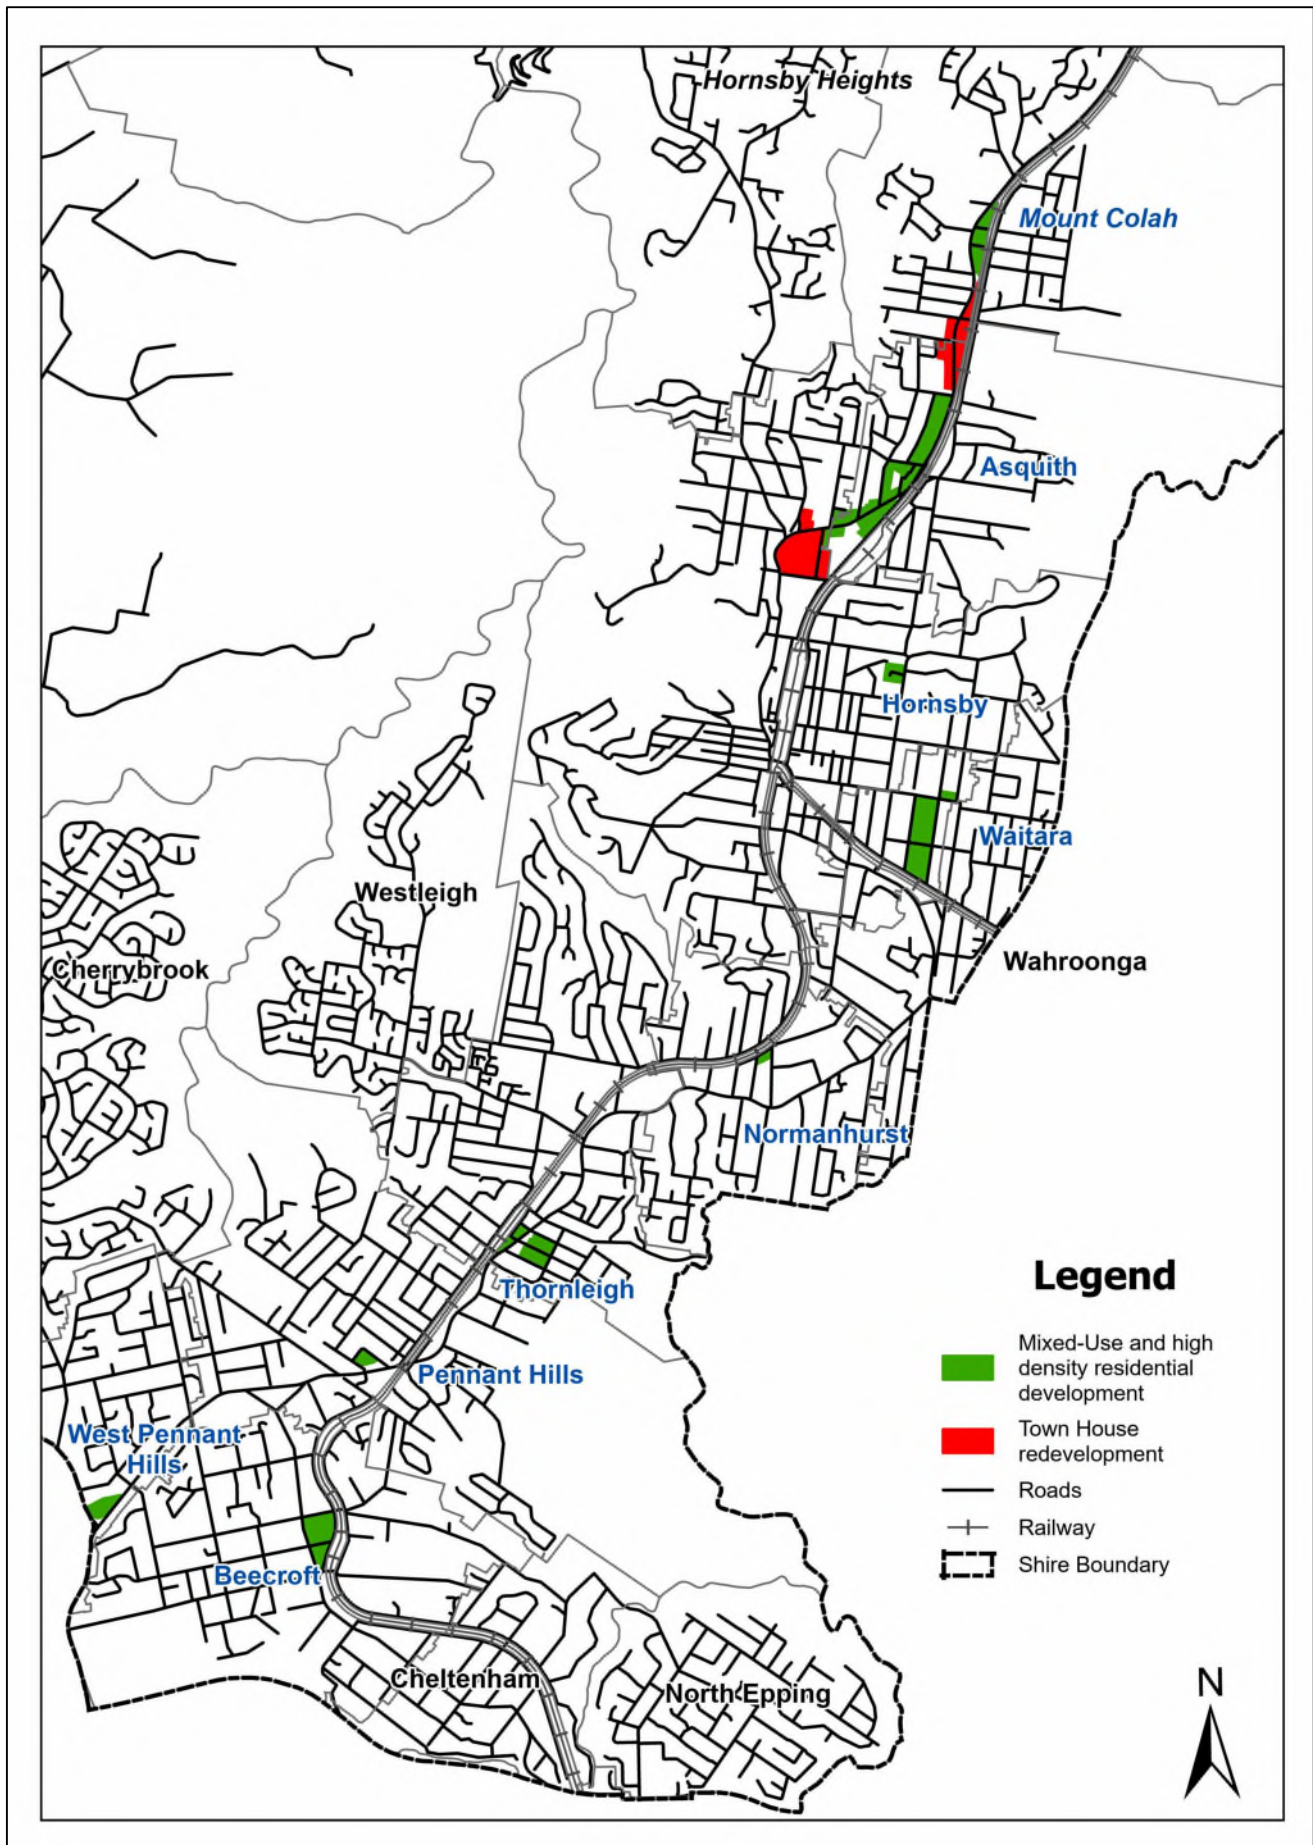 Hornsby Heights
Mount Colah
Asquith
Hornsby
Waitara
Westleigh
Cherrybrook
Wahroonga
Normanhurst
Thornleigh
Pennant Hills
West Pennant
Hills
Beecroft
Cheltenham
North Epping
Legend
Mixed-Use and high
density residential
development
Town House
redevelopment
Roads
Railway
Shire Boundary
N